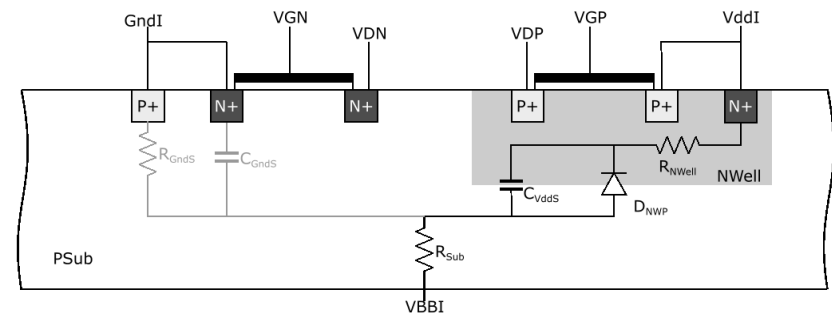 GndI
VGN
VDN
VDP
VGP
VddI
P+
N+
N+
P+
P+
N+
RGndS
CGndS
RNWell
NWell
CVddS
DNWP
RSub
PSub
VBBI